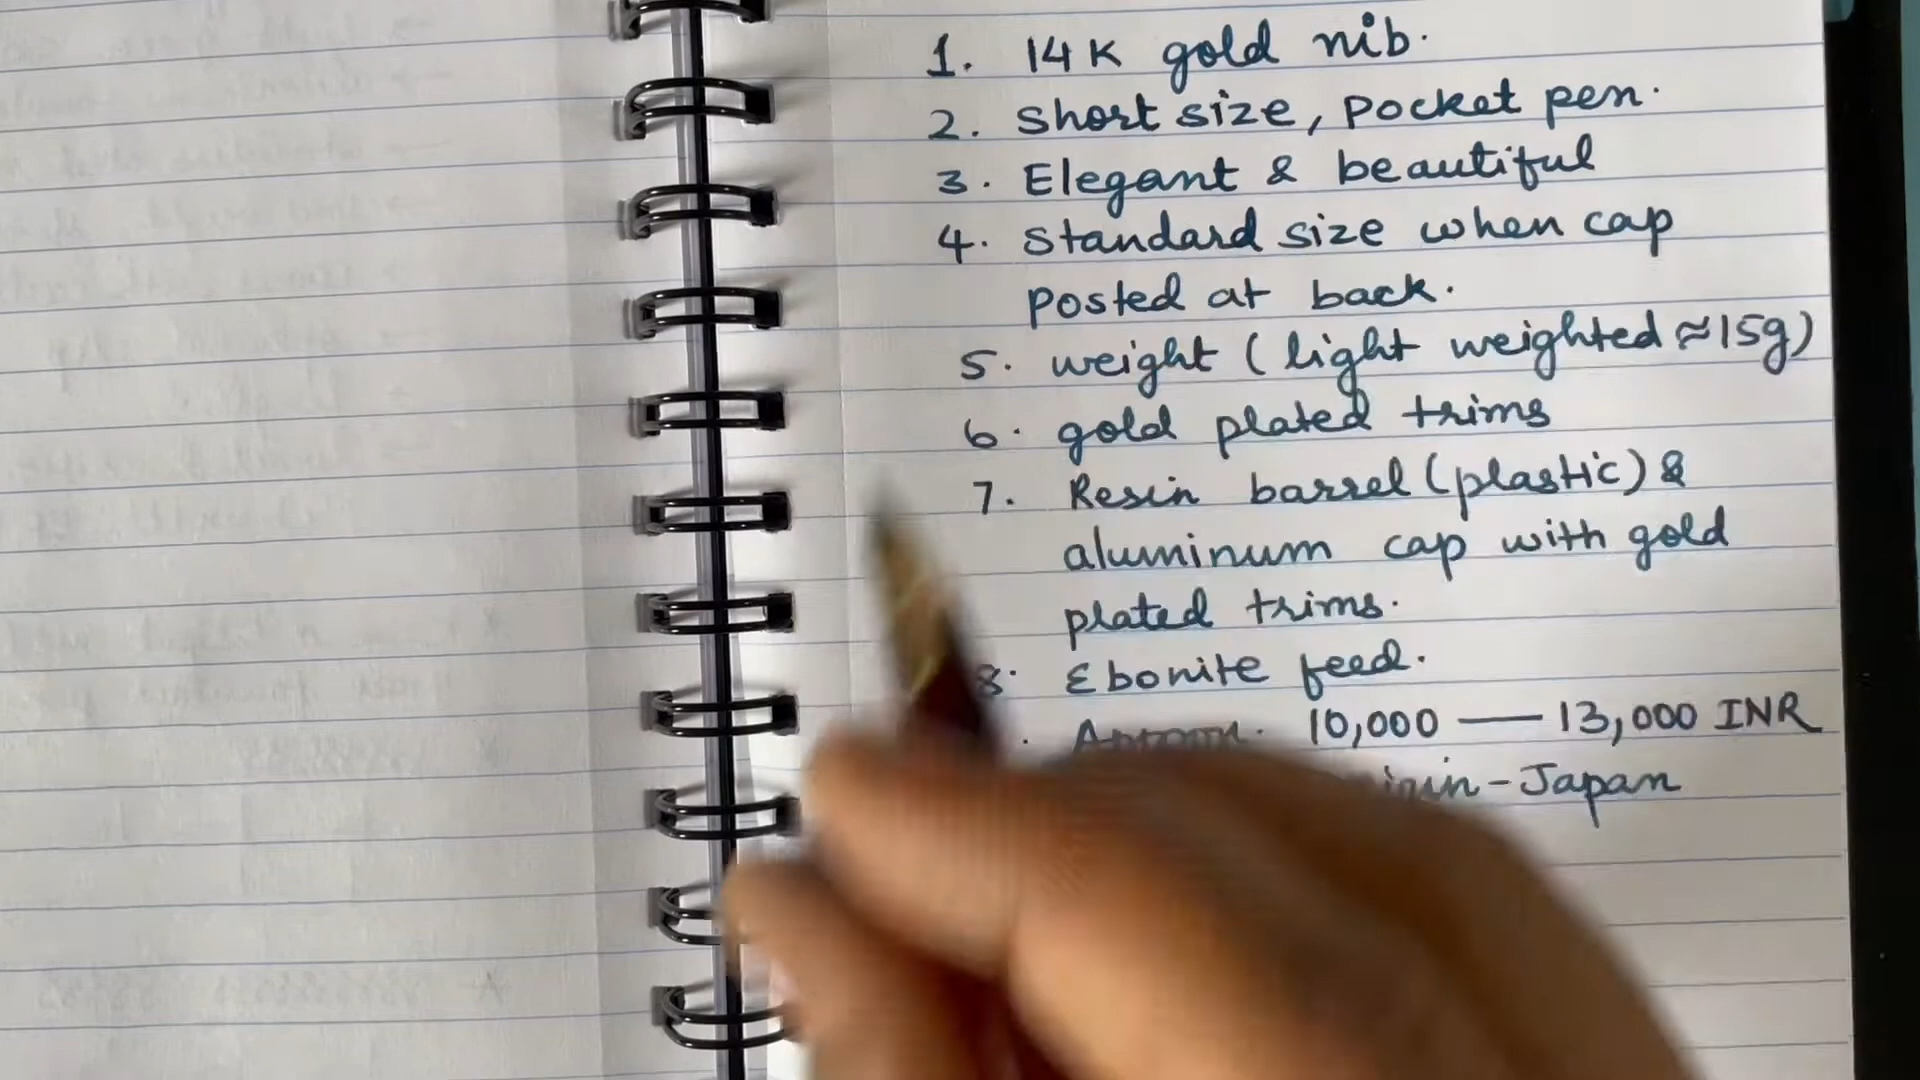 1. 14K gold nib.
2. Short size, Pocket pen.
3. Elegant & beautiful
4. Standard size when cap
posted at back.
5. weight (light weighted ≈15g)
6. gold plated trims
7. Resin barrel (plastic) &
aluminum cap with gold
plated trims.
8. Ebonite feed.
. Approx. 10,000 — 13,000 INR
-Japan